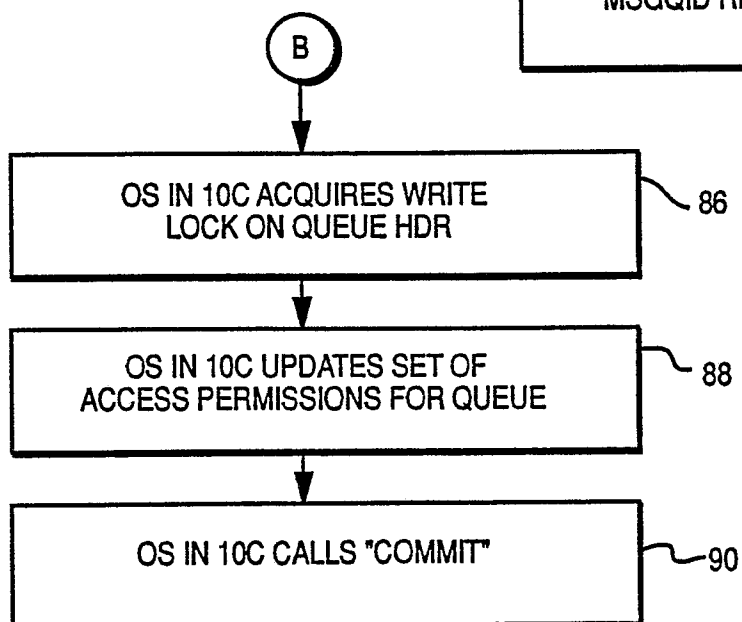 MSGQID
B
OS IN 10C ACQUIRES WRITE
LOCK ON QUEUE HDR
86
OS IN 10C UPDATES SET OF
ACCESS PERMISSIONS FOR QUEUE
88
OS IN 10C CALLS "COMMIT"
90